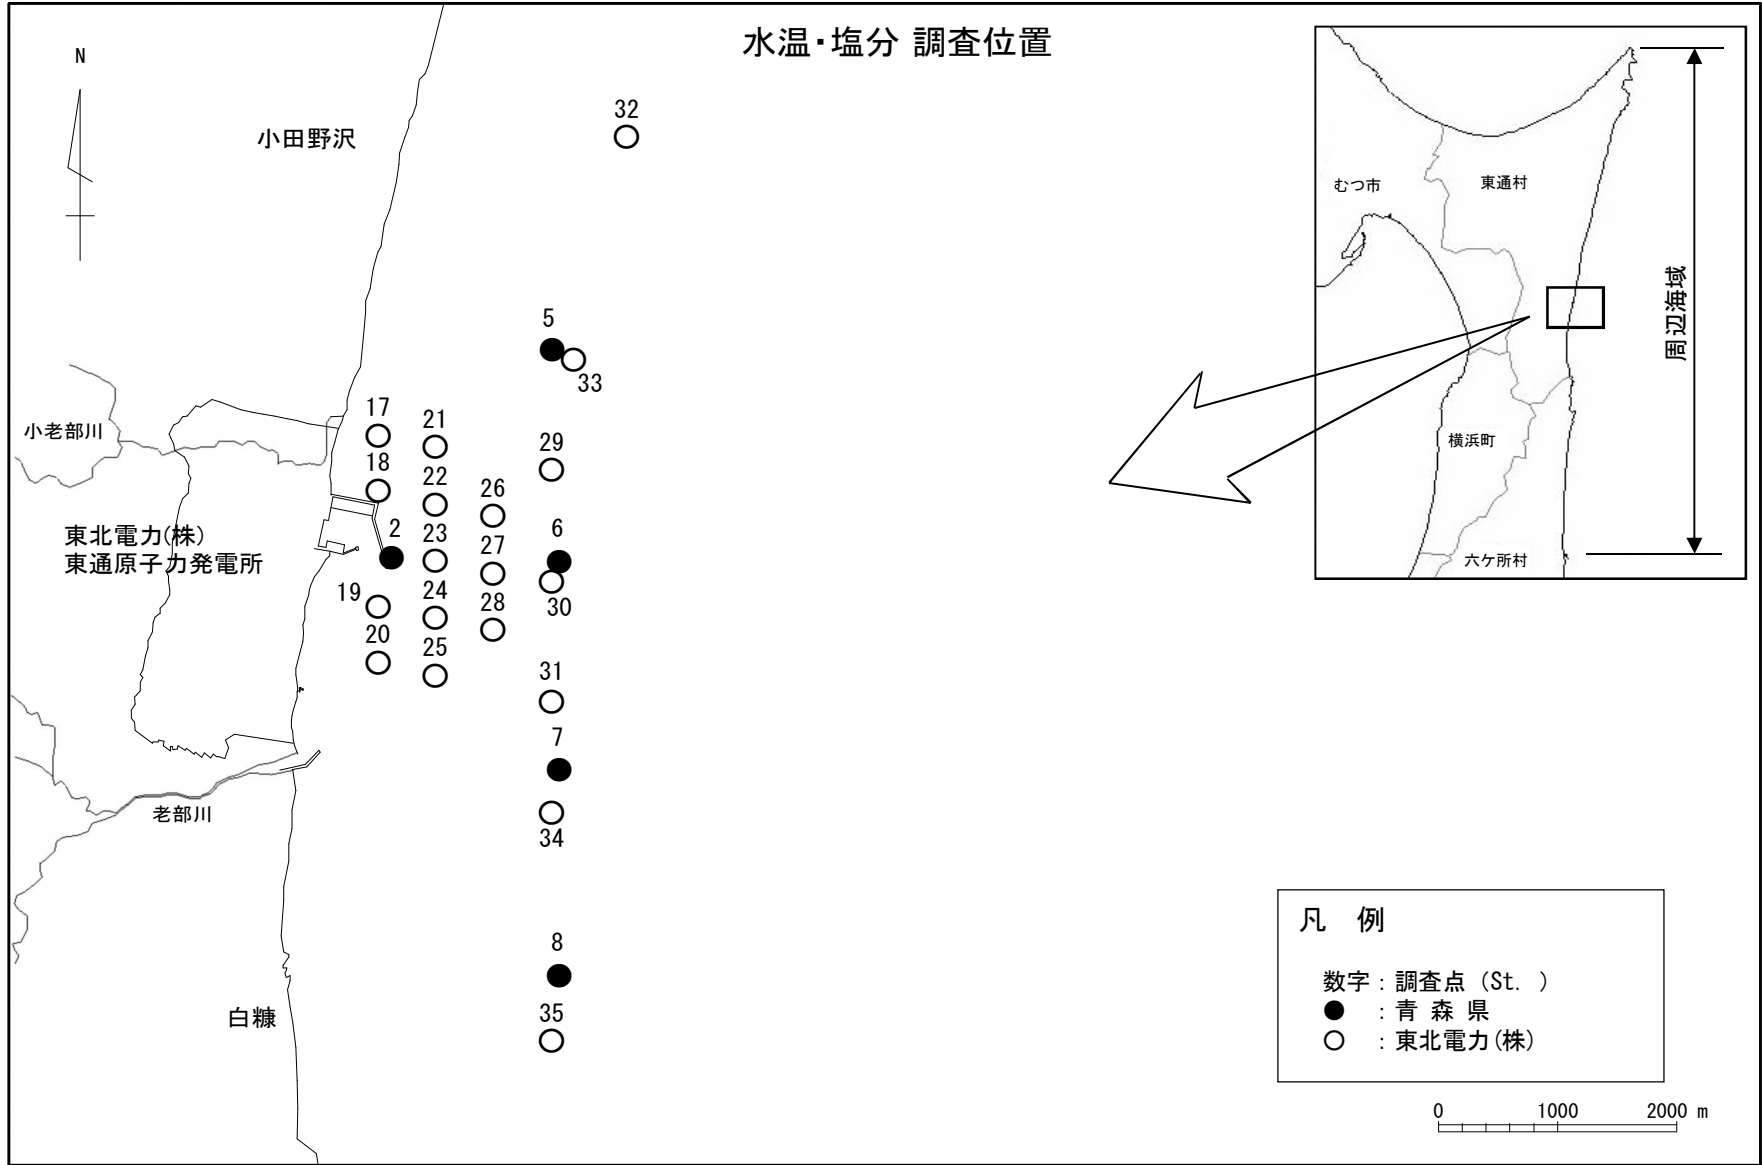 水温・塩分 調査位置
N
小田野沢
32
5
33
17
21
小老部川
29
18
22
26
2
23
6
東北電力(株)
東通原子力発電所
27
19
24
28
30
20
25
31
7
老部川
34
8
白糠
35
むつ市
東通村
周辺海域
横浜町
六ケ所村
凡 例
数字 : 調査点 (St. )
● : 青 森 県
○ : 東北電力(株)
0 1000 2000 m